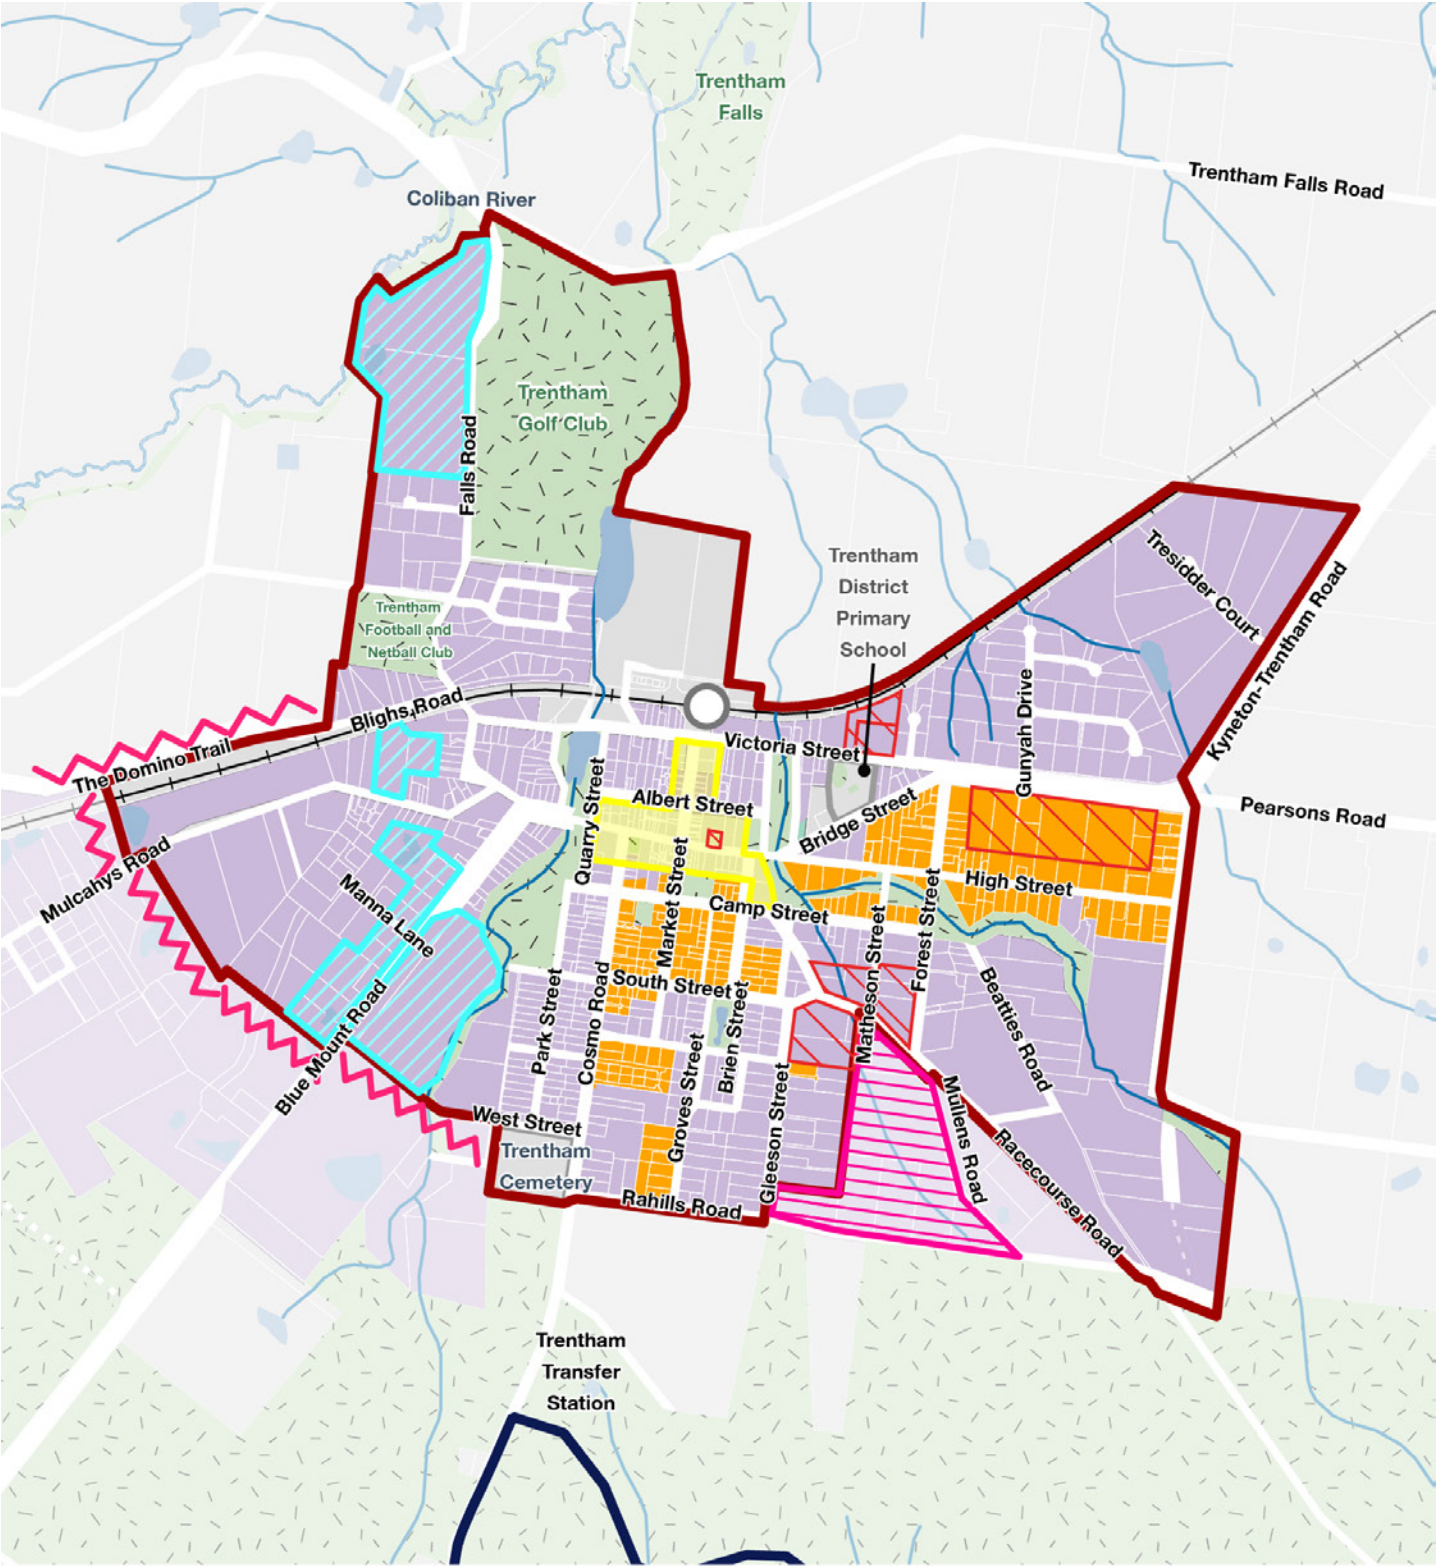 Trentham
Falls
Trentham Falls Road
Coliban River
Trentham
Golf Club
Falls Road
Trentham
District
Primary
School
Tresidder Court
Kyneton-Trentham Road
Trentham
Football and
Netball Club
Gunyah Drive
Blighs Road
The Domino Trail
Victoria Street
Albert Street
Quarry Street
Bridge Street
Pearsons Road
Mulcahys Road
Market Street
High Street
Manna Lane
Camp Street
Matheson Street
Forest Street
South Street
Park Street
Cosmo Road
Brien Street
Beatties Road
Blue Mount Road
Groves Street
Gleeson Street
Mullens Road
West Street
Racecourse Road
Trentham
Cemetery
Rahills Road
Trentham
Transfer
Station